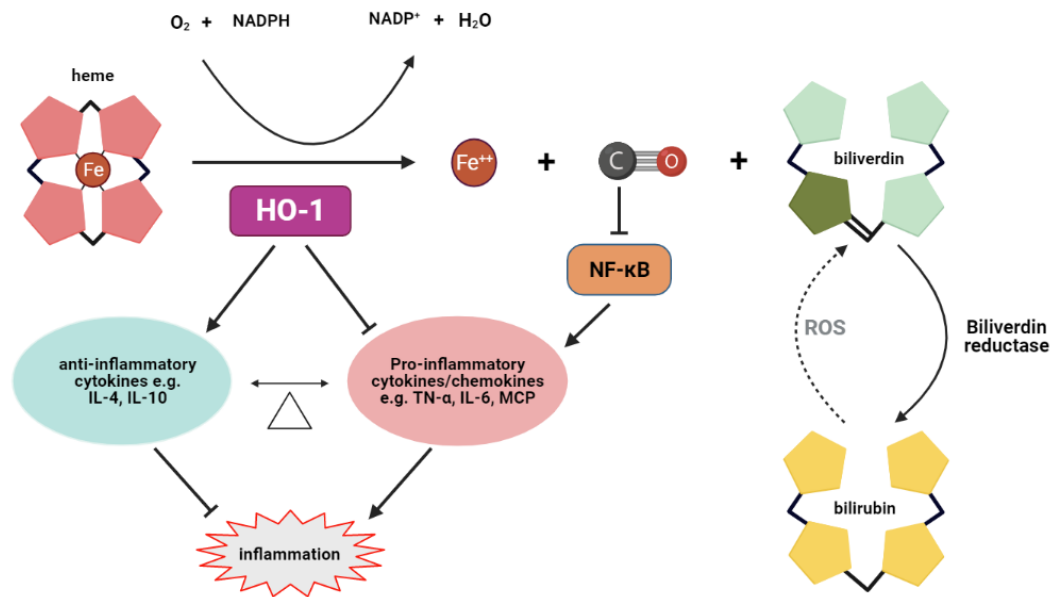 O₂ + NADPH
NADP⁺ + H₂O
heme
Fe
Fe⁺⁺
+
C
O
+
biliverdin
HO-1
NF-κB
ROS
Biliverdin
reductase
anti-inflammatory
cytokines e.g.
IL-4, IL-10
Pro-inflammatory
cytokines/chemokines
e.g. TN-α, IL-6, MCP
bilirubin
inflammation